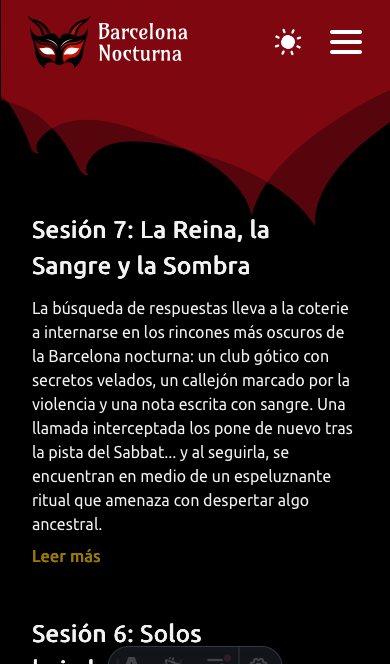 Barcelona
Nocturna
Sesión 7: La Reina, la
Sangre y la Sombra
La búsqueda de respuestas lleva a la coterie
a internarse en los rincones más oscuros de
la Barcelona nocturna: un club gótico con
secretos velados, un callejón marcado por la
violencia y una nota escrita con sangre. Una
llamada interceptada los pone de nuevo tras
la pista del Sabbat... y al seguirla, se
encuentran en medio de un espeluznante
ritual que amenaza con despertar algo
ancestral.
Leer más
Sesión 6: Solos